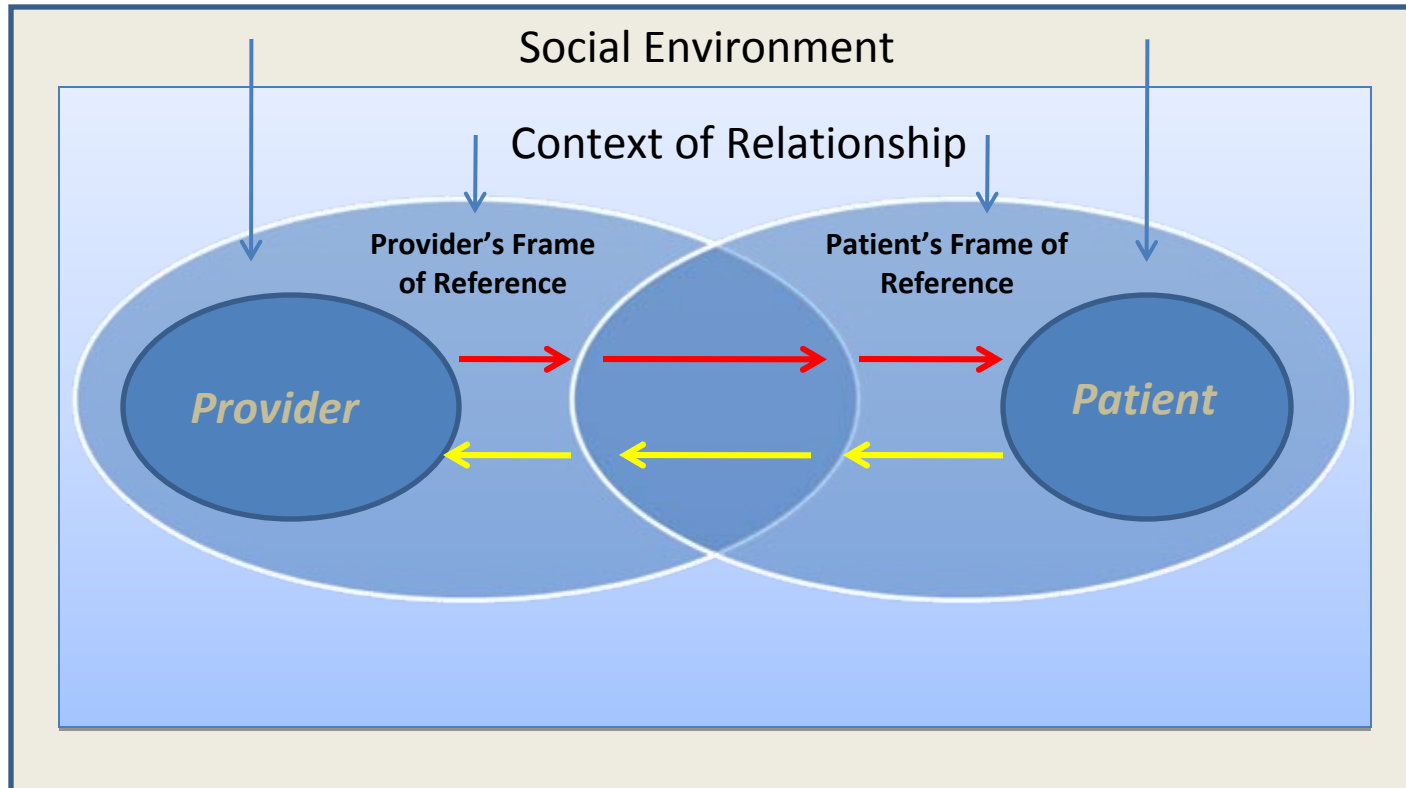 Social Environment
Context of Relationship
Provider’s Frame
of Reference
Patient’s Frame of
Reference
Provider
Patient